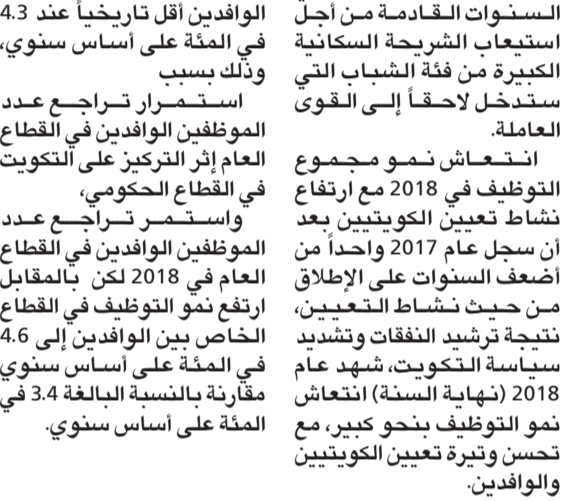 السنوات القادمة من أجل
استيعاب الشريحة السكانية
الكبيرة من فئة الشباب التي
ستدخل لاحقاً إلى القوى
العاملة.
انتعاش نمو مجموع
التوظيف في 2018 مع ارتفاع
نشاط تعيين الكويتيين بعد
أن سجل عام 2017 واحداً من
أضعف السنوات على الإطلاق
من حيث نشاط التعيين،
نتيجة ترشيد النفقات وتشديد
سياسة التكويت، شهد عام
2018 (نهاية السنة) انتعاش
نمو التوظيف بنحو كبير، مع
تحسن وتيرة تعيين الكويتيين
والوافدين.
الوافدين أقل تاريخياً عند 4.3
في المئة على أساس سنوي،
وذلك بسبب
استمرار تراجع عدد
الموظفين الوافدين في القطاع
العام إثر التركيز على التكويت
في القطاع الحكومي،
واستمر تراجع عدد
الموظفين الوافدين في القطاع
العام في 2018 لكن بالمقابل
ارتفع نمو التوظيف في القطاع
الخاص بين الوافدين إلى 4.6
في المئة على أساس سنوي
مقارنة بالنسبة البالغة 3.4 في
المئة على أساس سنوي.